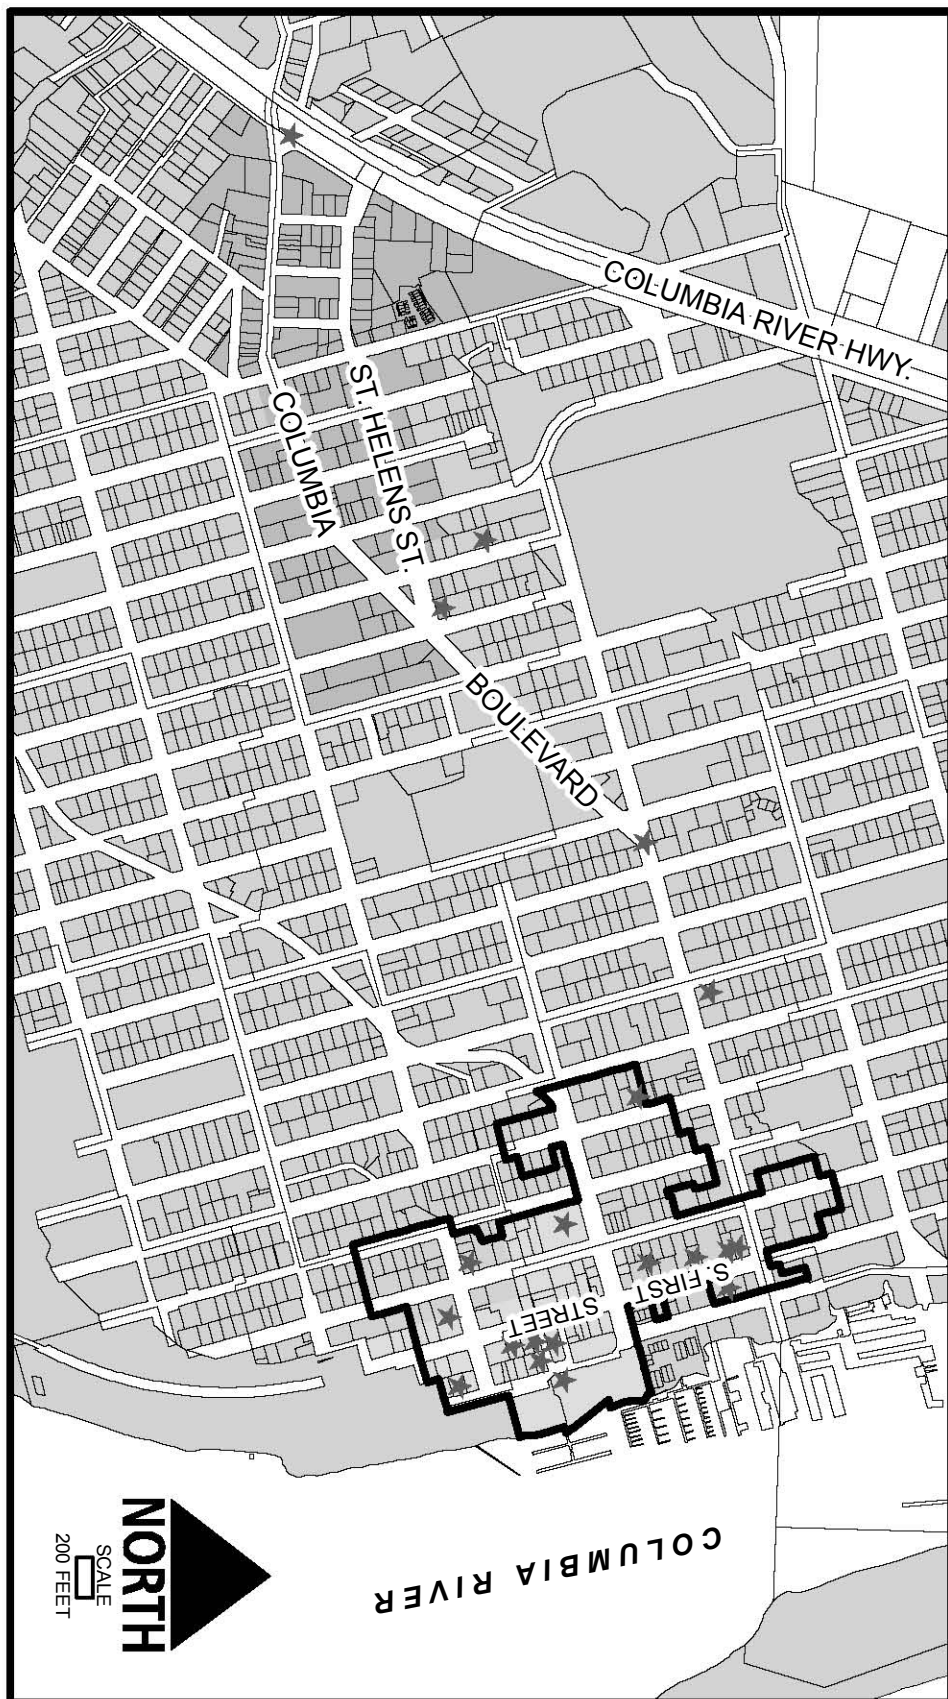 COLUMBIA RIVER HWY.
ST. HELENS ST.
COLUMBIA
BOULEVARD
S. FIRST
STREET
COLUMBIA RIVER
NORTH
SCALE
200 FEET